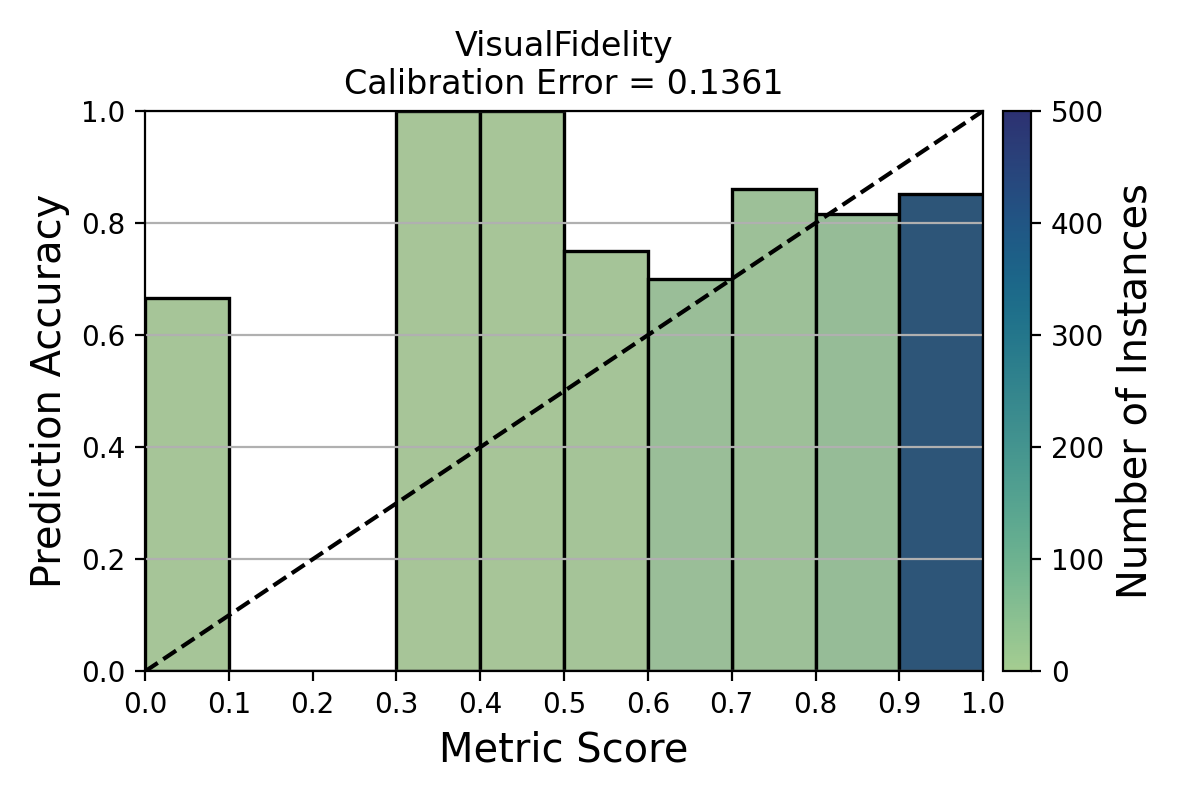 VisualFidelity
Calibration Error = 0.1361
Prediction Accuracy
1.0
0.8
0.6
0.4
0.2
0.0
0.0 0.1 0.2 0.3 0.4 0.5 0.6 0.7 0.8 0.9 1.0
Metric Score
500
400
300
200
100
0
Number of Instances